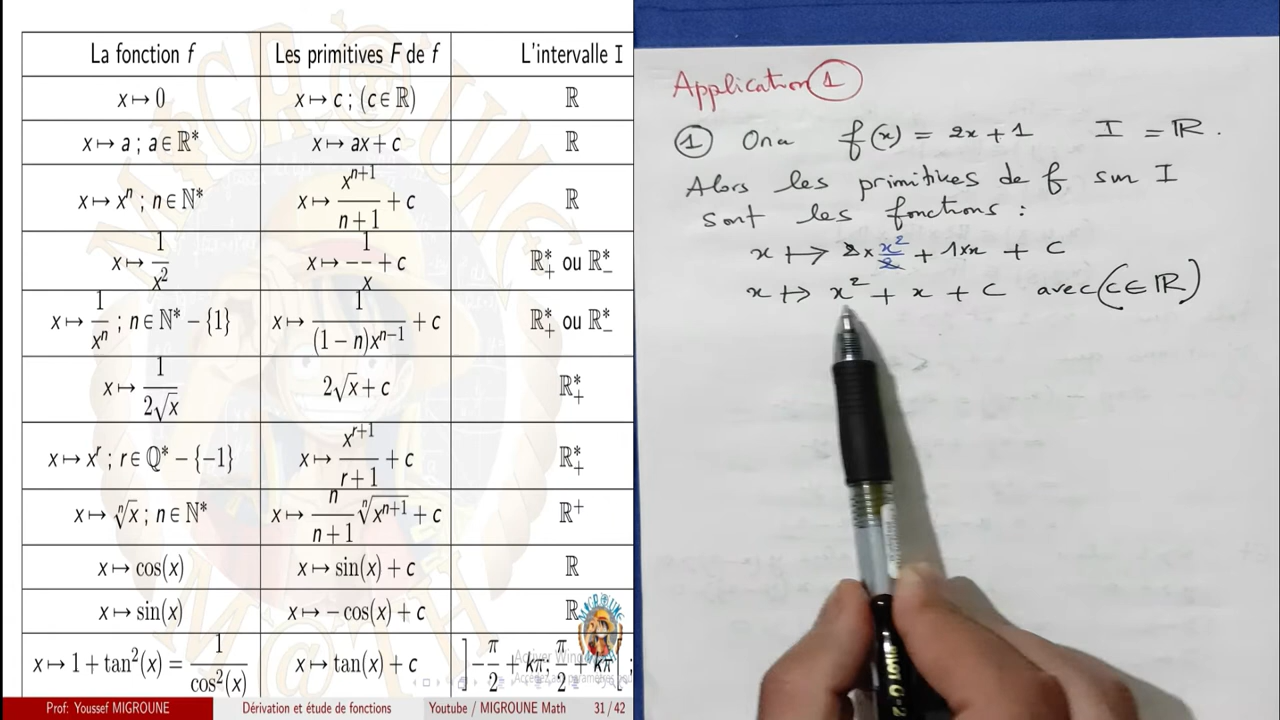 La fonction f Les primitives F de f L'intervalle I
x ↦ 0 x ↦ c ; (c ∈ ℝ) ℝ
x ↦ a ; a ∈ ℝ* x ↦ ax + c ℝ
x ↦ xⁿ ; n ∈ ℕ* x ↦ xⁿ⁺¹/(n+1) + c ℝ
x ↦ 1/x² x ↦ −1/x + c ℝ*₊ ou ℝ*₋
x ↦ 1/xⁿ ; n ∈ ℕ* − {1} x ↦ 1/((1−n)xⁿ⁻¹) + c ℝ*₊ ou ℝ*₋
x ↦ 1/(2√x) 2√x + c ℝ*₊
x ↦ xʳ ; r ∈ ℚ* − {−1} x ↦ xʳ⁺¹/(r+1) + c ℝ*₊
x ↦ ⁿ√x ; n ∈ ℕ* x ↦ n/(n+1) ⁿ√(xⁿ⁺¹) + c ℝ⁺
x ↦ cos(x) x ↦ sin(x) + c ℝ
x ↦ sin(x) x ↦ −cos(x) + c ℝ
x ↦ 1 + tan²(x) = 1/cos²(x) x ↦ tan(x) + c ]−π/2 + kπ; π/2 + kπ[ ;
Prof: Youssef MIGROUNE Dérivation et étude de fonctions Youtube / MIGROUNE Math 31 / 42
Application 1
1 On a f(x) = 2x + 1 I = ℝ.
Alors les primitives de f sur I
sont les fonctions :
x ↦ 2 × x²/2 + 1×x + c
x ↦ x² + x + c avec (c ∈ ℝ)